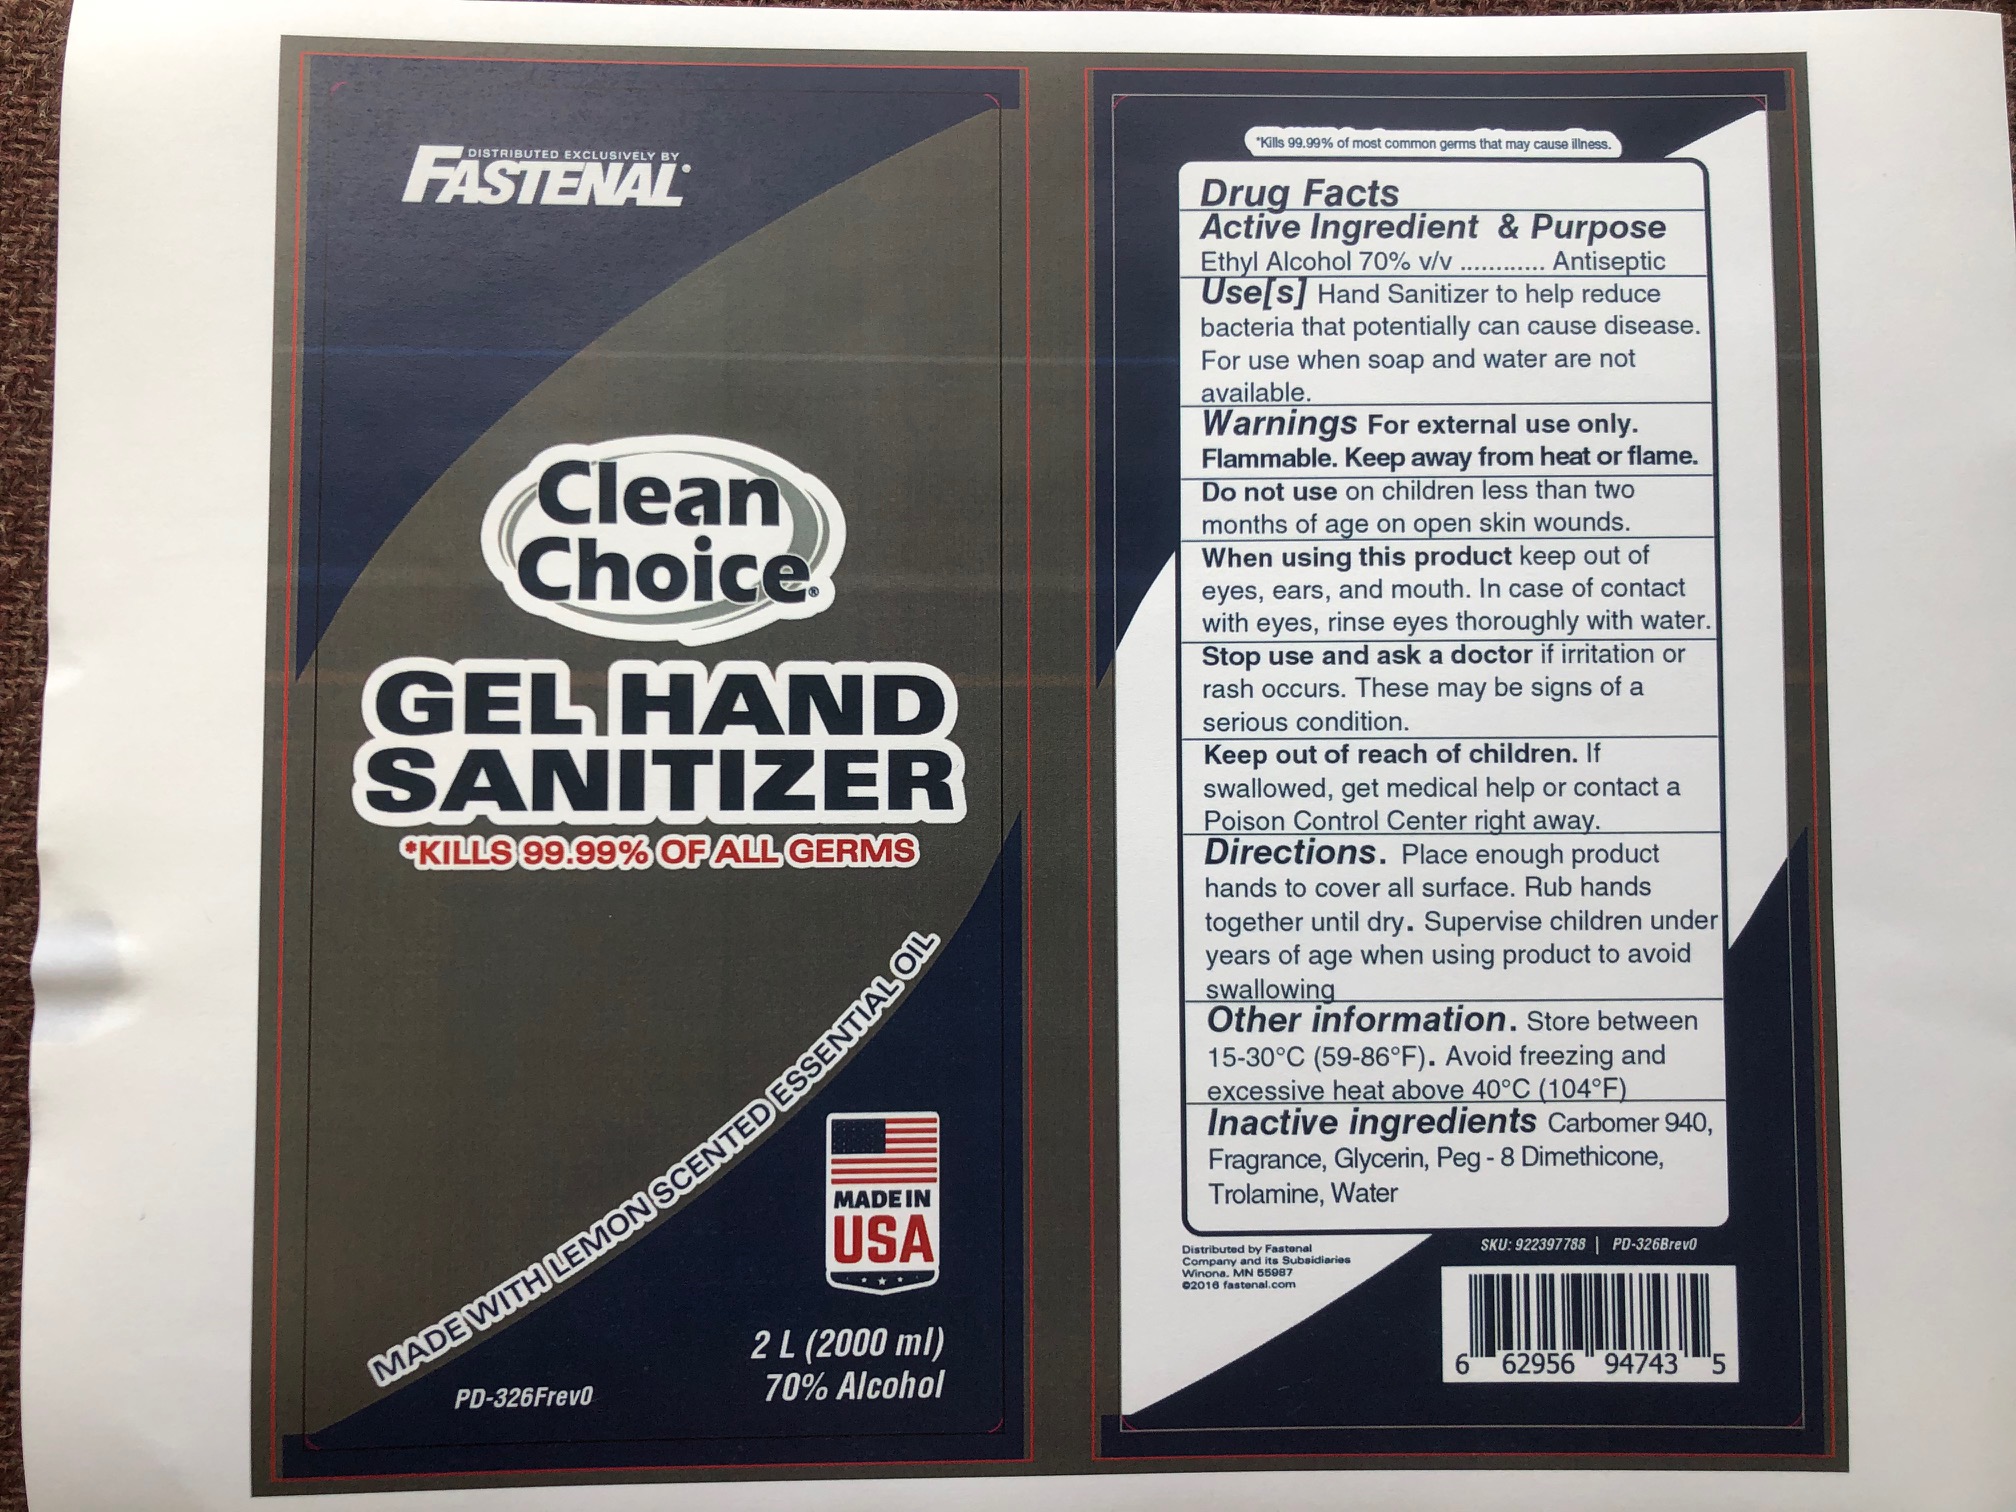 DISTRIBUTED EXCLUSIVELY BY
FASTENAL®
Clean
Choice®
GEL HAND
SANITIZER
*KILLS 99.99% OF ALL GERMS
MADE WITH LEMON SCENTED ESSENTIAL OIL
MADE IN
USA
2 L (2000 ml)
70% Alcohol
PD-326Frev0
*Kills 99.99% of most common germs that may cause illness.
Drug Facts
Active Ingredient & Purpose
Ethyl Alcohol 70% v/v ............ Antiseptic
Use[s] Hand Sanitizer to help reduce
bacteria that potentially can cause disease.
For use when soap and water are not
available.
Warnings For external use only.
Flammable. Keep away from heat or flame.
Do not use on children less than two
months of age on open skin wounds.
When using this product keep out of
eyes, ears, and mouth. In case of contact
with eyes, rinse eyes thoroughly with water.
Stop use and ask a doctor if irritation or
rash occurs. These may be signs of a
serious condition.
Keep out of reach of children. If
swallowed, get medical help or contact a
Poison Control Center right away.
Directions. Place enough product
hands to cover all surface. Rub hands
together until dry. Supervise children under
years of age when using product to avoid
swallowing
Other information. Store between
15-30°C (59-86°F). Avoid freezing and
excessive heat above 40°C (104°F)
Inactive ingredients Carbomer 940,
Fragrance, Glycerin, Peg - 8 Dimethicone,
Trolamine, Water
Distributed by Fastenal
Company and its Subsidiaries
Winona, MN 55987
©2016 fastenal.com
SKU: 922397788 | PD-326Brev0
6 62956 94743 5